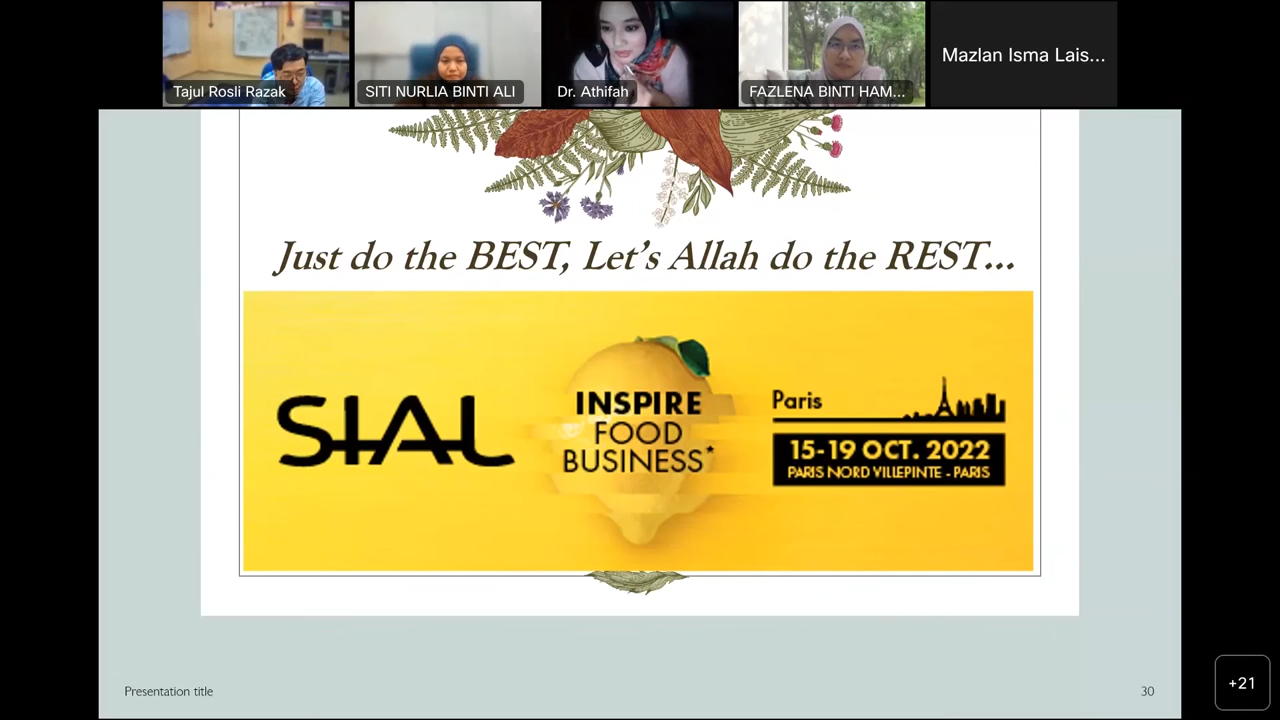 Tajul Rosli Razak
SITI NURLIA BINTI ALI
Dr. Athifah
FAZLENA BINTI HAM...
Mazlan Isma Lais...
Just do the BEST, Let's Allah do the REST...
SIAL
INSPIRE
FOOD
BUSINESS*
Paris
15-19 OCT. 2022
PARIS NORD VILLEPINTE - PARIS
Presentation title
30
+21